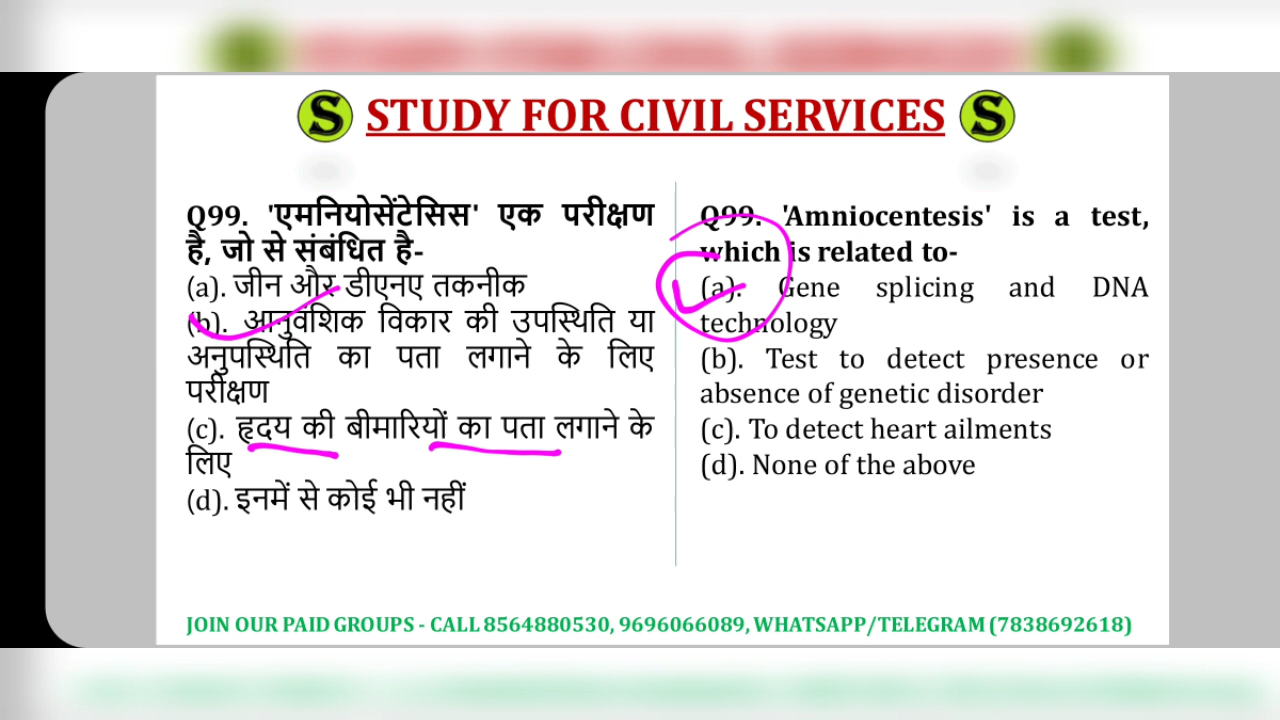 S STUDY FOR CIVIL SERVICES S
Q99. 'एमनियोसेंटेसिस' एक परीक्षण
है, जो से संबंधित है-
(a). जीन और डीएनए तकनीक
(b). आनुवंशिक विकार की उपस्थिति या
अनुपस्थिति का पता लगाने के लिए
परीक्षण
(c). हृदय की बीमारियों का पता लगाने के
लिए
(d). इनमें से कोई भी नहीं
Q99. 'Amniocentesis' is a test,
which is related to-
(a). Gene splicing and DNA
technology
(b). Test to detect presence or
absence of genetic disorder
(c). To detect heart ailments
(d). None of the above
JOIN OUR PAID GROUPS - CALL 8564880530, 9696066089, WHATSAPP/TELEGRAM (7838692618)